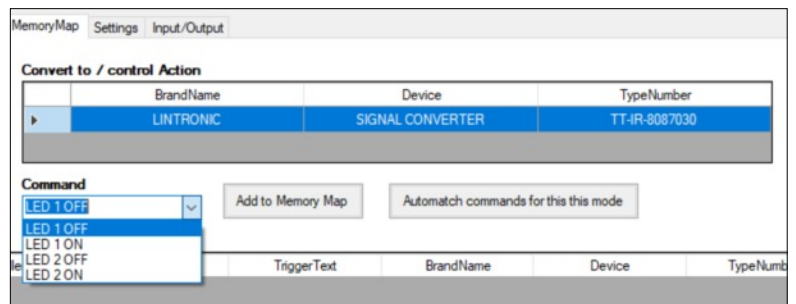 MemoryMap Settings Input/Output
Convert to / control Action
BrandName Device TypeNumber
LINTRONIC SIGNAL CONVERTER TT-IR-8087030
Command
LED 1 OFF Add to Memory Map Automatch commands for this this mode
LED 1 OFF
LED 1 ON
LED 2 OFF
LED 2 ON
TriggerText BrandName Device TypeNumb